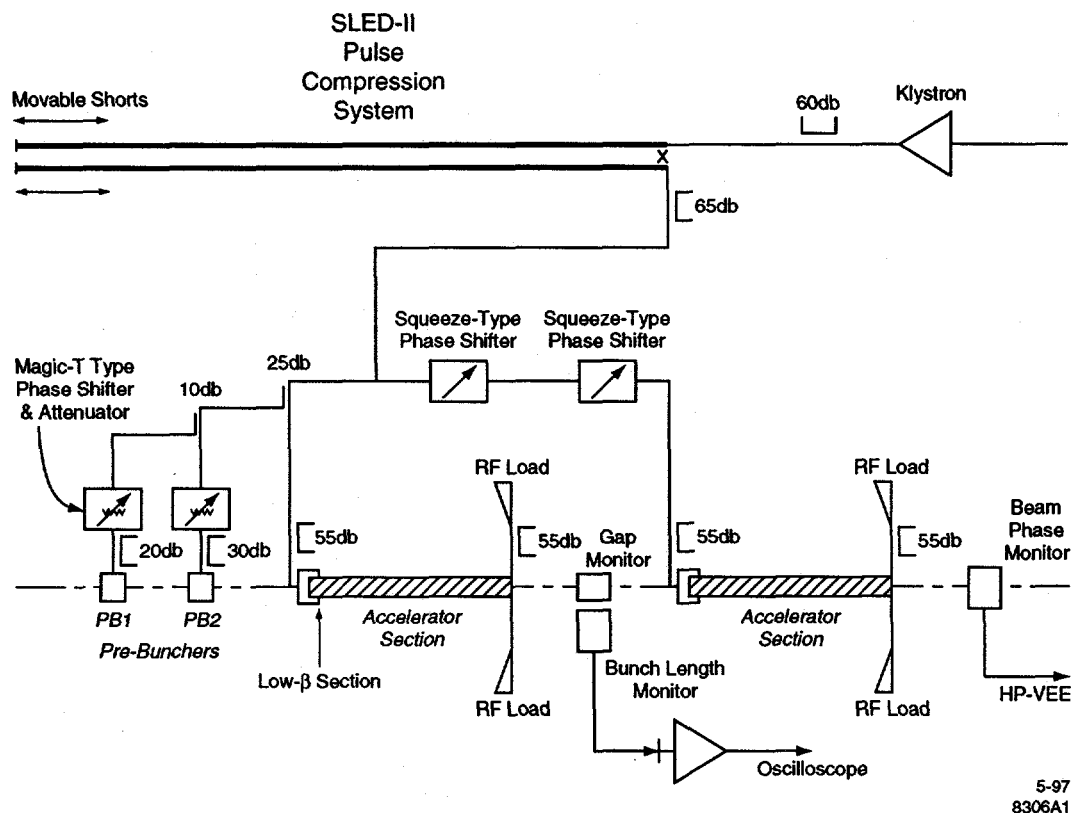 SLED-II
Pulse
Compression
System
Movable Shorts
60db
Klystron
x
65db
Squeeze-Type
Phase Shifter
Squeeze-Type
Phase Shifter
Magic-T Type
Phase Shifter
& Attenuator
10db
25db
RF Load
RF Load
Beam
Phase
Monitor
20db
30db
55db
55db
Gap
Monitor
55db
55db
PB1
PB2
Pre-Bunchers
Accelerator
Section
Accelerator
Section
Low-β Section
Bunch Length
Monitor
RF Load
RF Load
HP-VEE
Oscilloscope
5-97
8306A1